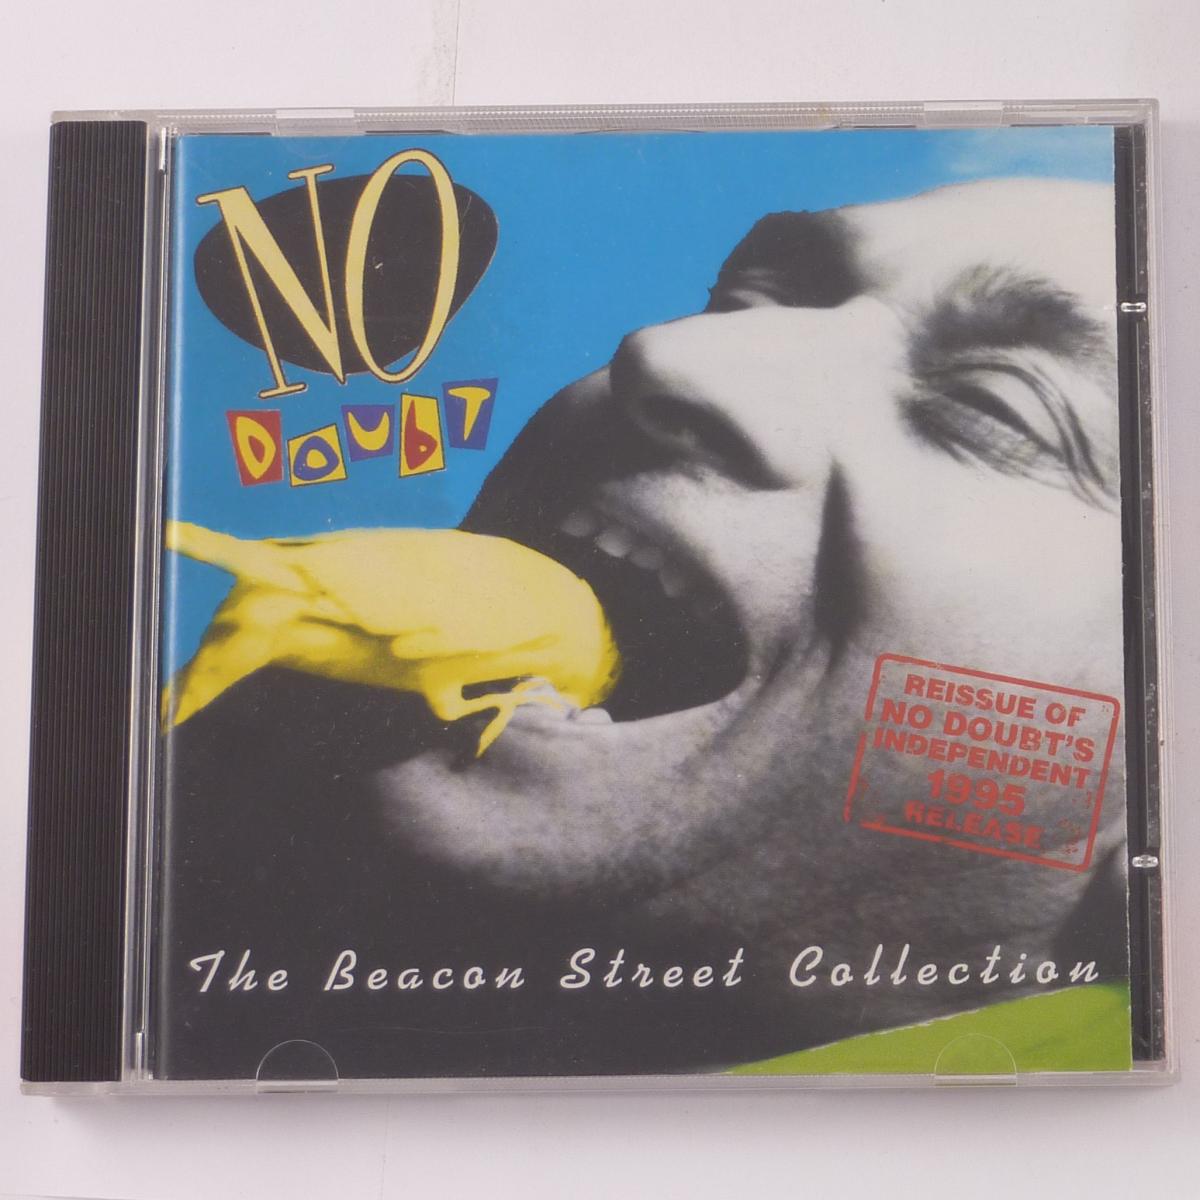 NO
DOUBT
REISSUE OF
NO DOUBT'S
INDEPENDENT
1995
RELEASE
The Beacon Street Collection